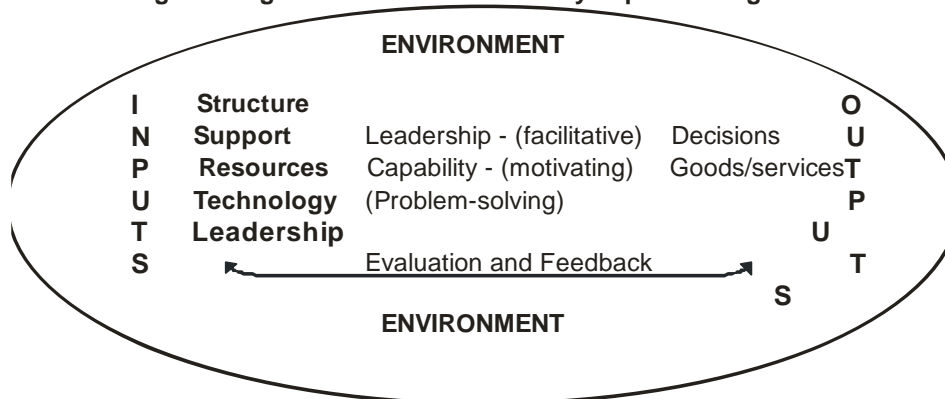 ENVIRONMENT
I Structure O
N Support Leadership - (facilitative) Decisions U
P Resources Capability - (motivating) Goods/services T
U Technology (Problem-solving) P
T Leadership U
S Evaluation and Feedback T
S
ENVIRONMENT